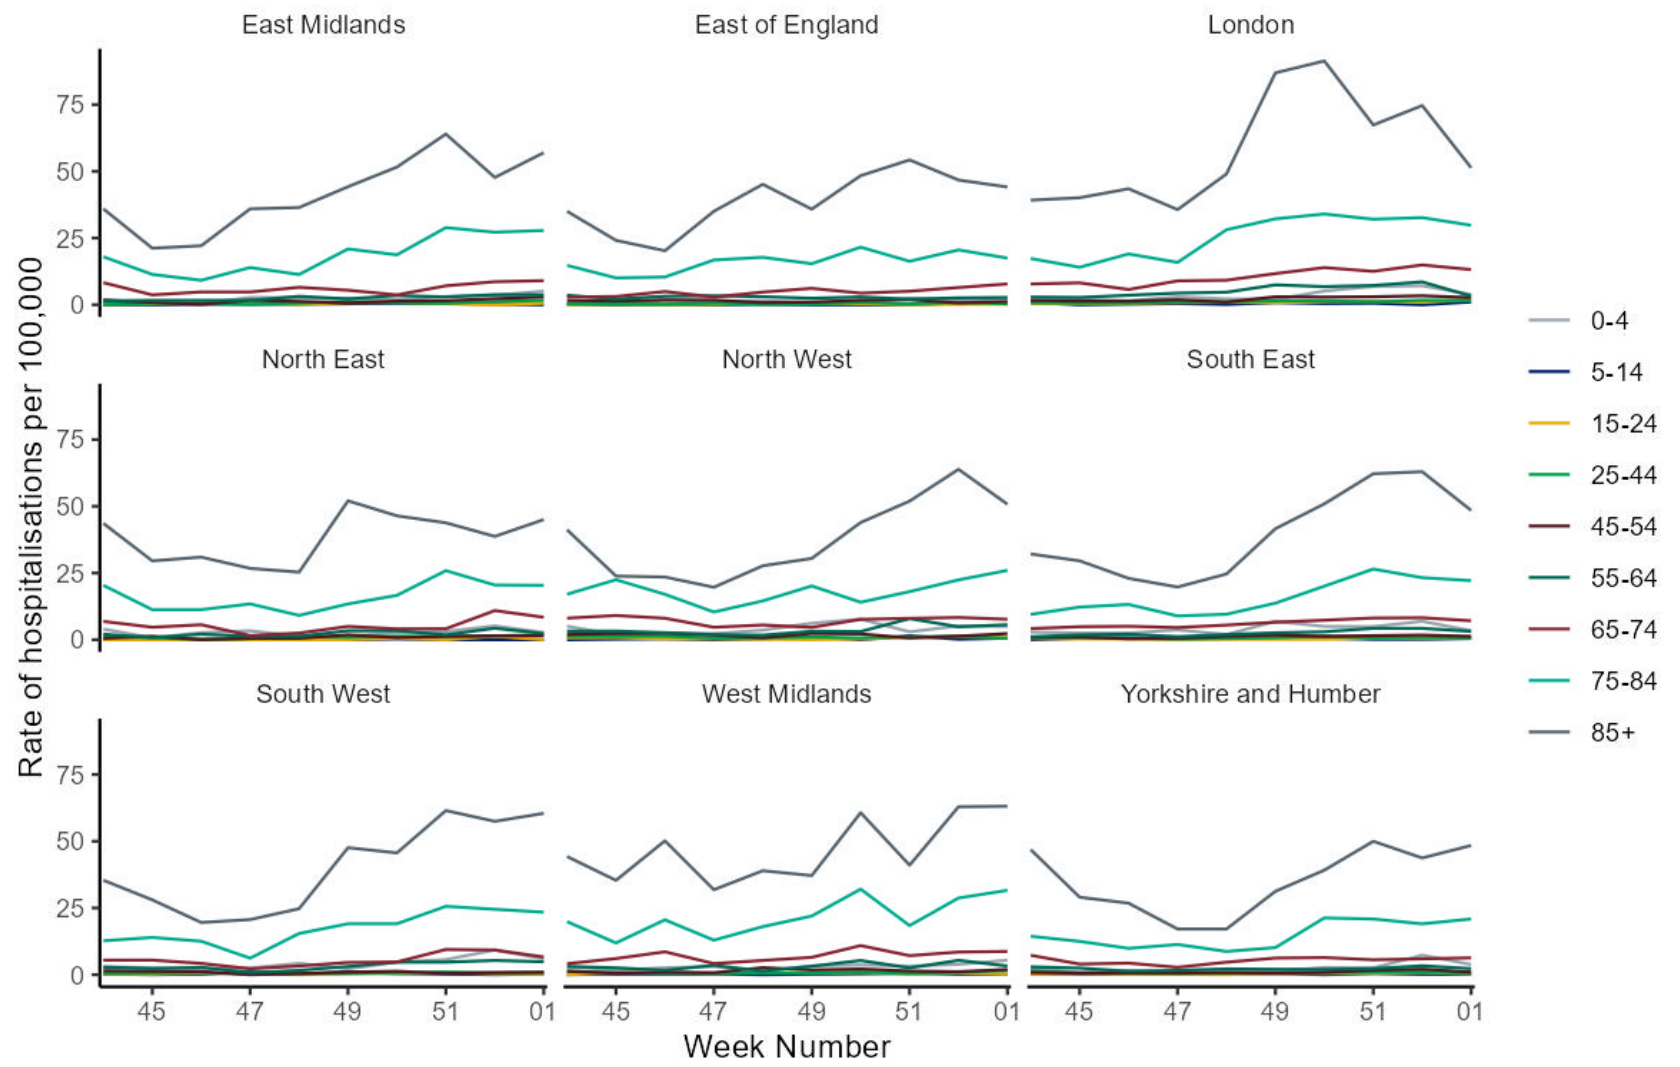 East Midlands
East of England
London
75
50
25
0
North East
North West
South East
75
50
25
0
South West
West Midlands
Yorkshire and Humber
75
50
25
0
45 47 49 51 01
45 47 49 51 01
45 47 49 51 01
Week Number
Rate of hospitalisations per 100,000
0-4
5-14
15-24
25-44
45-54
55-64
65-74
75-84
85+